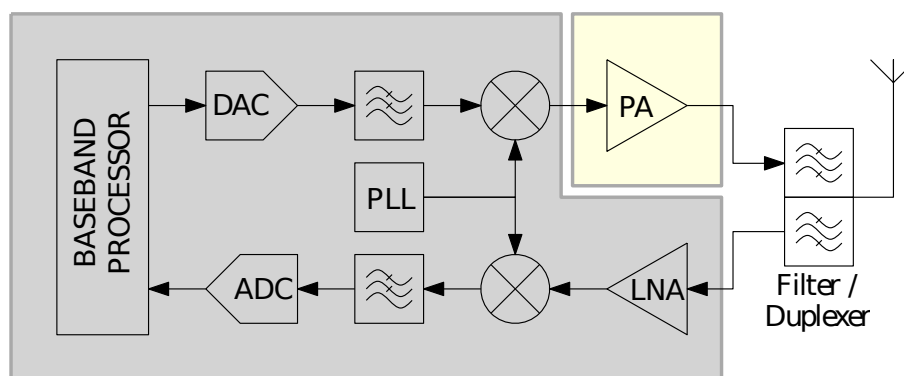 BASEBAND
PROCESSOR
DAC
PA
PLL
ADC
LNA
Filter /
Duplexer